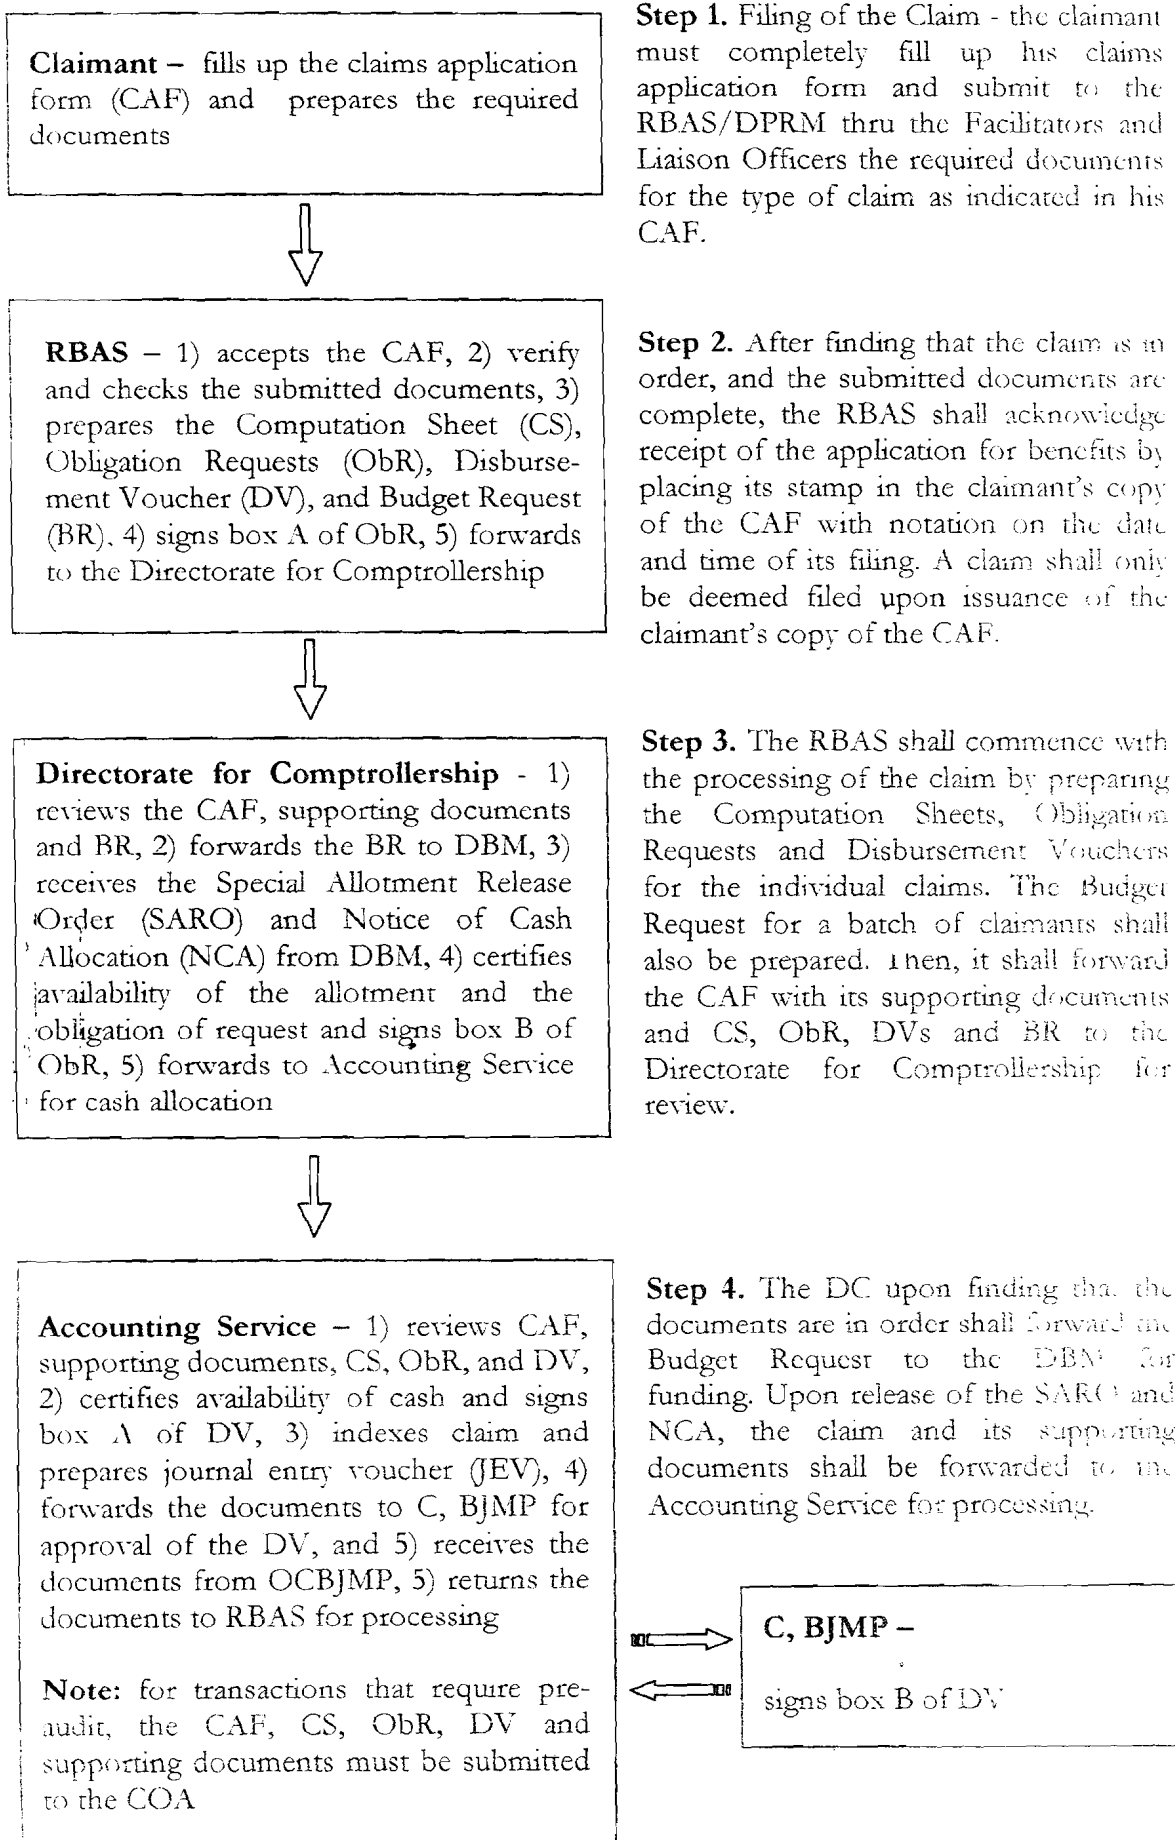 Claimant – fills up the claims application
form (CAF) and prepares the required
documents
Step 1. Filing of the Claim - the claimant
must completely fill up his claims
application form and submit to the
RBAS/DPRM thru the Facilitators and
Liaison Officers the required documents
for the type of claim as indicated in his
CAF.
RBAS – 1) accepts the CAF, 2) verify
and checks the submitted documents, 3)
prepares the Computation Sheet (CS),
Obligation Requests (ObR), Disburse-
ment Voucher (DV), and Budget Request
(BR), 4) signs box A of ObR, 5) forwards
to the Directorate for Comptrollership
Step 2. After finding that the claim is in
order, and the submitted documents are
complete, the RBAS shall acknowledge
receipt of the application for benefits by
placing its stamp in the claimant's copy
of the CAF with notation on the date
and time of its filing. A claim shall only
be deemed filed upon issuance of the
claimant's copy of the CAF.
Directorate for Comptrollership - 1)
reviews the CAF, supporting documents
and BR, 2) forwards the BR to DBM, 3)
receives the Special Allotment Release
Order (SARO) and Notice of Cash
Allocation (NCA) from DBM, 4) certifies
availability of the allotment and the
obligation of request and signs box B of
ObR, 5) forwards to Accounting Service
for cash allocation
Step 3. The RBAS shall commence with
the processing of the claim by preparing
the Computation Sheets, Obligation
Requests and Disbursement Vouchers
for the individual claims. The Budget
Request for a batch of claimants shall
also be prepared. Then, it shall forward
the CAF with its supporting documents
and CS, ObR, DVs and BR to the
Directorate for Comptrollership for
review.
Accounting Service – 1) reviews CAF,
supporting documents, CS, ObR, and DV,
2) certifies availability of cash and signs
box A of DV, 3) indexes claim and
prepares journal entry voucher (JEV), 4)
forwards the documents to C, BJMP for
approval of the DV, and 5) receives the
documents from OCBJMP, 5) returns the
documents to RBAS for processing
Note: for transactions that require pre-
audit, the CAF, CS, ObR, DV and
supporting documents must be submitted
to the COA
Step 4. The DC upon finding that the
documents are in order shall forward the
Budget Request to the DBM for
funding. Upon release of the SARO and
NCA, the claim and its supporting
documents shall be forwarded to the
Accounting Service for processing.
C, BJMP –
signs box B of DV